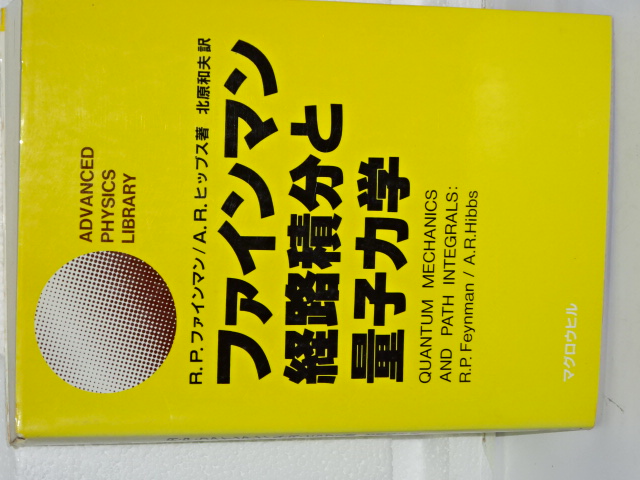 ADVANCED
PHYSICS
LIBRARY
R.P.ファインマン/A.R.ヒッブス著 北原和夫訳
ファインマン
経路積分と
量子力学
QUANTUM MECHANICS
AND PATH INTEGRALS:
R.P.Feynman / A.R.Hibbs
マグロウヒル